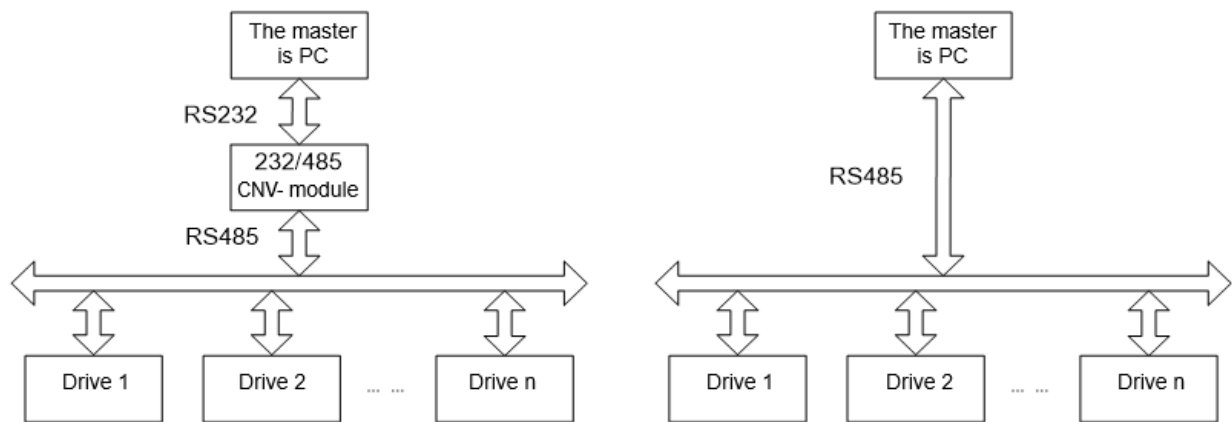 The master
is PC
RS232
232/485
CNV- module
RS485
Drive 1
Drive 2
... ...
Drive n
The master
is PC
RS485
Drive 1
Drive 2
... ...
Drive n